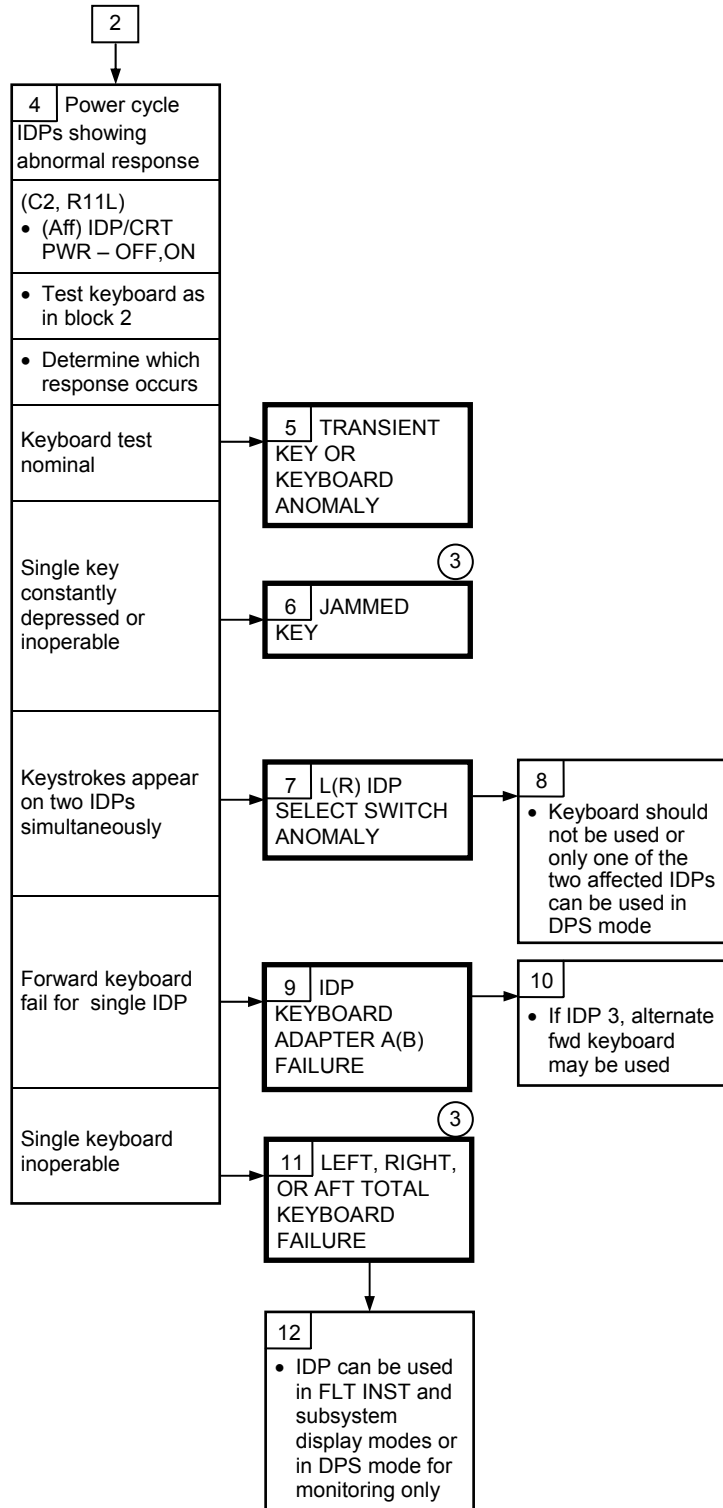 2
4 Power cycle
IDPs showing
abnormal response
(C2, R11L)
• (Aff) IDP/CRT
PWR – OFF,ON
• Test keyboard as
in block 2
• Determine which
response occurs
Keyboard test
nominal
5 TRANSIENT
KEY OR
KEYBOARD
ANOMALY
Single key
constantly
depressed or
inoperable
3
6 JAMMED
KEY
Keystrokes appear
on two IDPs
simultaneously
7 L(R) IDP
SELECT SWITCH
ANOMALY
8
• Keyboard should
not be used or
only one of the
two affected IDPs
can be used in
DPS mode
Forward keyboard
fail for single IDP
9 IDP
KEYBOARD
ADAPTER A(B)
FAILURE
10
• If IDP 3, alternate
fwd keyboard
may be used
Single keyboard
inoperable
3
11 LEFT, RIGHT,
OR AFT TOTAL
KEYBOARD
FAILURE
12
• IDP can be used
in FLT INST and
subsystem
display modes or
in DPS mode for
monitoring only